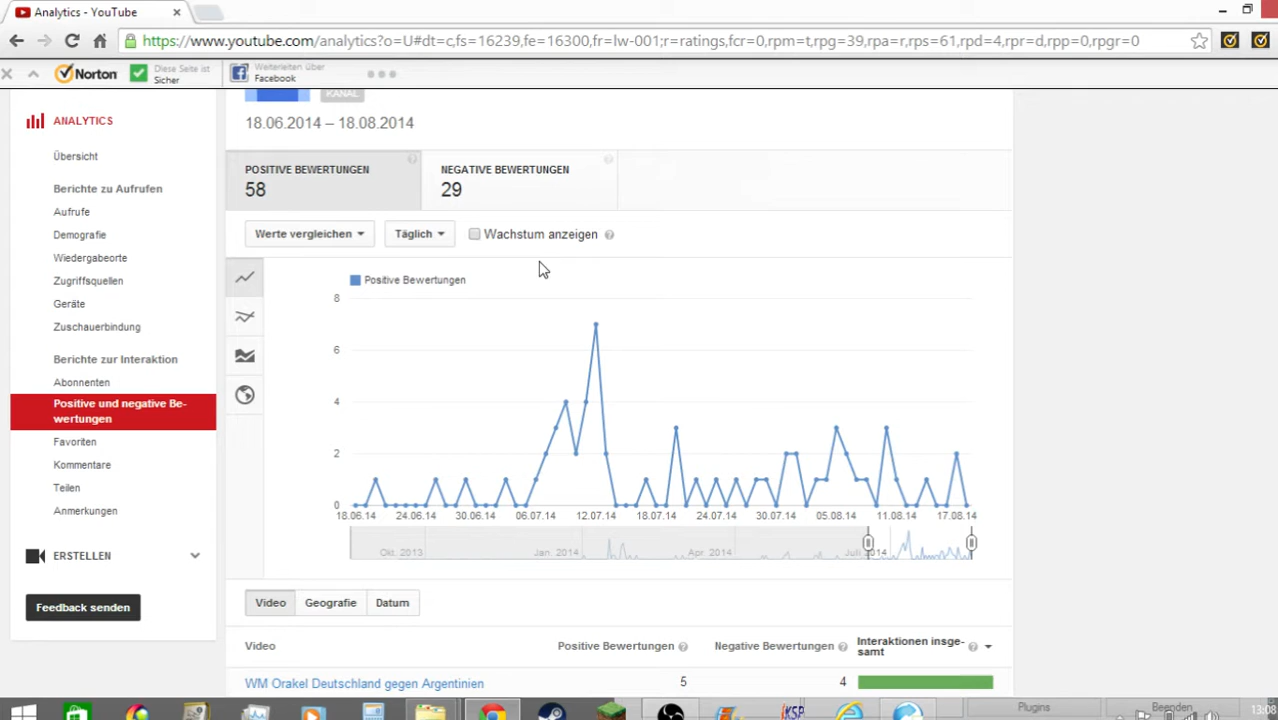 Analytics - YouTube
https://www.youtube.com/analytics?o=U#dt=c,fs=16239,fe=16300,fr=lw-001;r=ratings,fcr=0,rpm=t,rpg=39,rpa=r,rps=61,rpd=4,rpr=d,rpp=0,rpgr=0
Norton
Diese Seite ist
Sicher
Weiterleiten über
Facebook
ANALYTICS
Übersicht
Berichte zu Aufrufen
Aufrufe
Demografie
Wiedergabeorte
Zugriffsquellen
Geräte
Zuschauerbindung
Berichte zur Interaktion
Abonnenten
Positive und negative Be-
wertungen
Favoriten
Kommentare
Teilen
Anmerkungen
ERSTELLEN
Feedback senden
KANAL
18.06.2014 – 18.08.2014
POSITIVE BEWERTUNGEN
58
NEGATIVE BEWERTUNGEN
29
Werte vergleichen
Täglich
Wachstum anzeigen
Positive Bewertungen
8
6
4
2
0
18.06.14 24.06.14 30.06.14 06.07.14 12.07.14 18.07.14 24.07.14 30.07.14 05.08.14 11.08.14 17.08.14
Okt. 2013 Jan. 2014 Apr. 2014 Juli 2014
Video Geografie Datum
Video Positive Bewertungen Negative Bewertungen Interaktionen insge-
samt
WM Orakel Deutschland gegen Argentinien 5 4
KSP
Plugins
Beenden
13:08